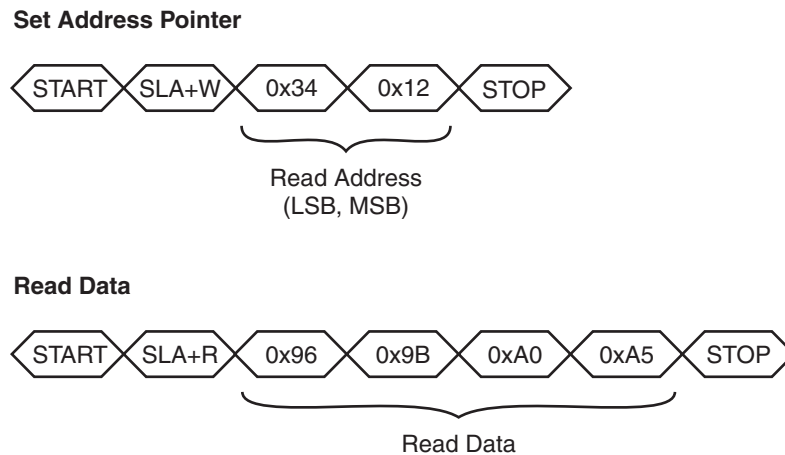 Set Address Pointer
START SLA+W 0x34 0x12 STOP
Read Address
(LSB, MSB)
Read Data
START SLA+R 0x96 0x9B 0xA0 0xA5 STOP
Read Data